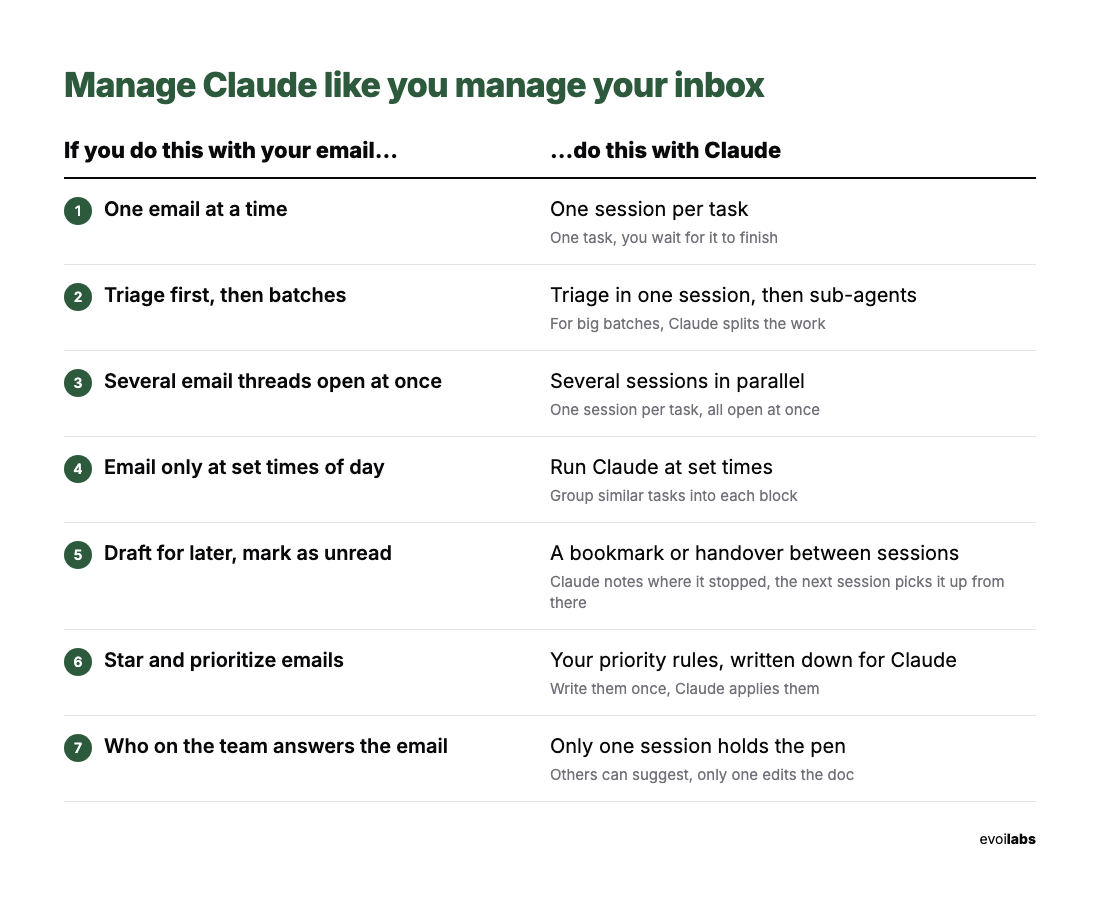 Manage Claude like you manage your inbox
If you do this with your email...
...do this with Claude
1 One email at a time
One session per task
One task, you wait for it to finish
2 Triage first, then batches
Triage in one session, then sub-agents
For big batches, Claude splits the work
3 Several email threads open at once
Several sessions in parallel
One session per task, all open at once
4 Email only at set times of day
Run Claude at set times
Group similar tasks into each block
5 Draft for later, mark as unread
A bookmark or handover between sessions
Claude notes where it stopped, the next session picks it up from
there
6 Star and prioritize emails
Your priority rules, written down for Claude
Write them once, Claude applies them
7 Who on the team answers the email
Only one session holds the pen
Others can suggest, only one edits the doc
evoilabs